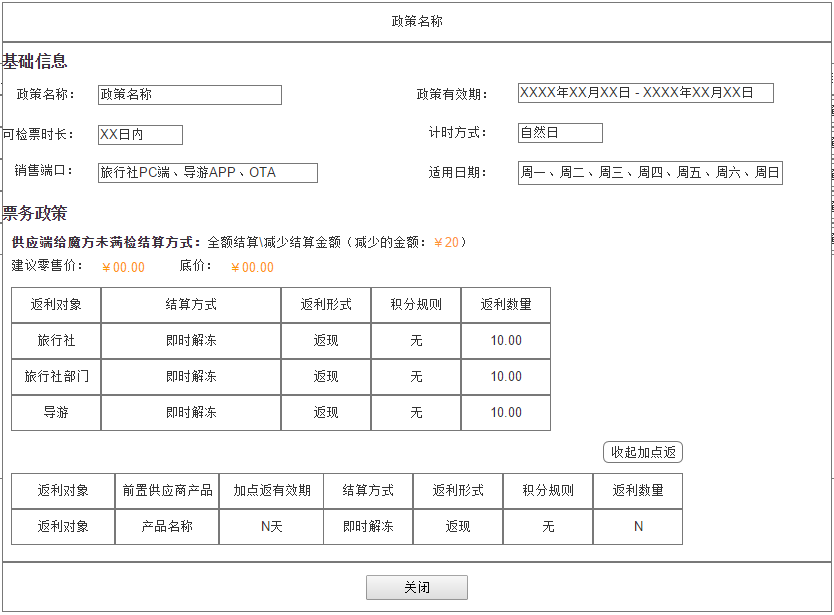 政策名称
基础信息
政策名称： 政策名称 政策有效期： XXXX年XX月XX日 - XXXX年XX月XX日
可检票时长： XX日内 计时方式： 自然日
销售端口： 旅行社PC端、导游APP、OTA 适用日期： 周一、周二、周三、周四、周五、周六、周日
票务政策
供应端给魔方未满检结算方式：全额结算\减少结算金额（减少的金额：￥20）
建议零售价： ￥00.00 底价： ￥00.00
返利对象 结算方式 返利形式 积分规则 返利数量
旅行社 即时解冻 返现 无 10.00
旅行社部门 即时解冻 返现 无 10.00
导游 即时解冻 返现 无 10.00
收起加点返
返利对象 前置供应商产品 加点返有效期 结算方式 返利形式 积分规则 返利数量
返利对象 产品名称 N天 即时解冻 返现 无 N
关闭